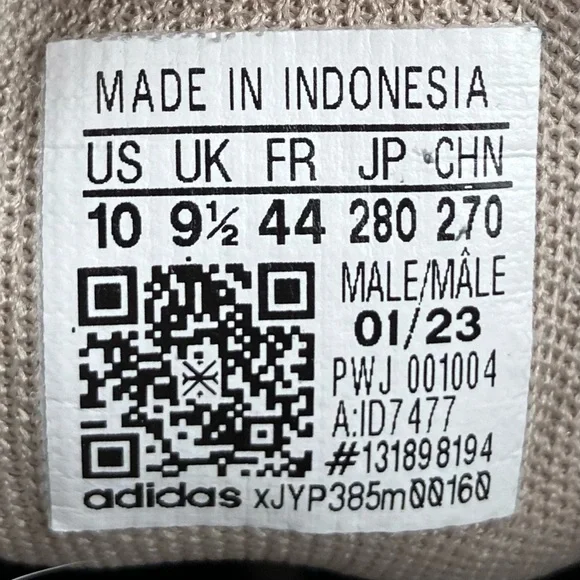 MADE IN INDONESIA
US UK FR JP CHN
10 9½ 44 280 270
MALE/MÂLE
01/23
PWJ 001004
A:ID7477
#131898194
adidas xJYP385m00160